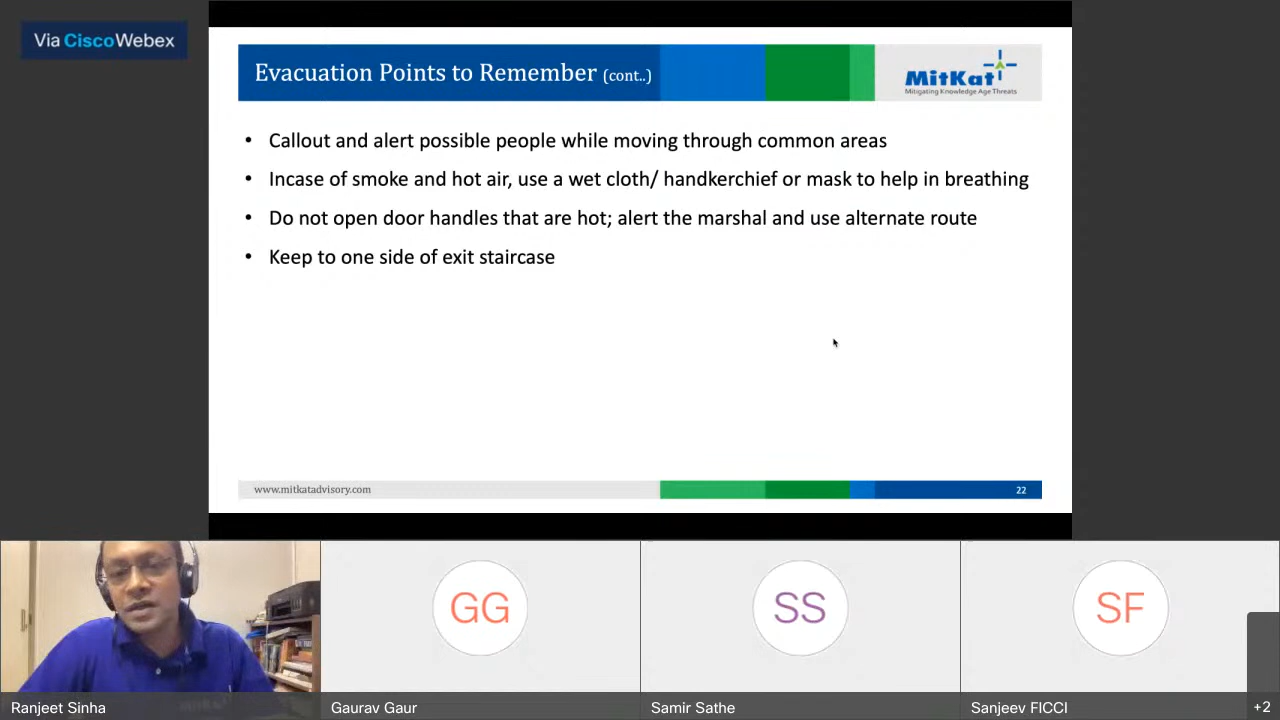 Via Cisco Webex
Evacuation Points to Remember (cont..)
MitKat
Mitigating Knowledge Age Threats
• Callout and alert possible people while moving through common areas
• Incase of smoke and hot air, use a wet cloth/ handkerchief or mask to help in breathing
• Do not open door handles that are hot; alert the marshal and use alternate route
• Keep to one side of exit staircase
www.mitkatadvisory.com
22
GG
SS
SF
Ranjeet Sinha
Gaurav Gaur
Samir Sathe
Sanjeev FICCI
+2